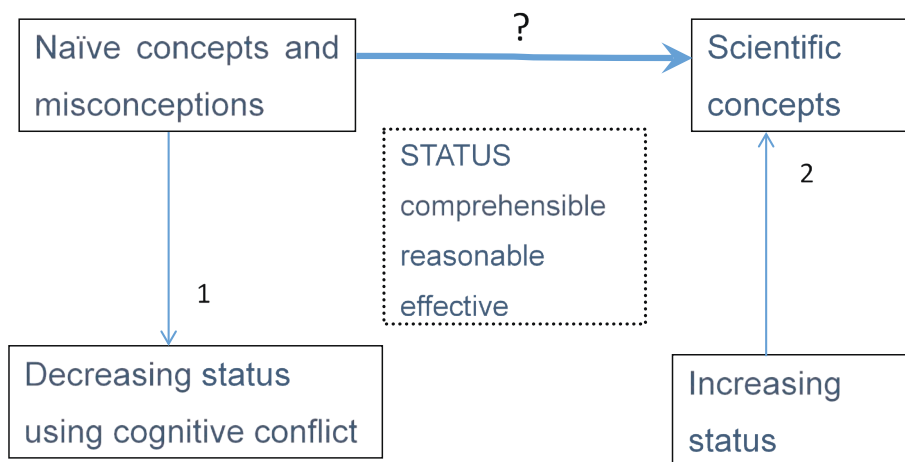 Naïve concepts and
misconceptions
?
Scientific
concepts
STATUS
comprehensible
reasonable
effective
1
2
Decreasing status
using cognitive conflict
Increasing
status